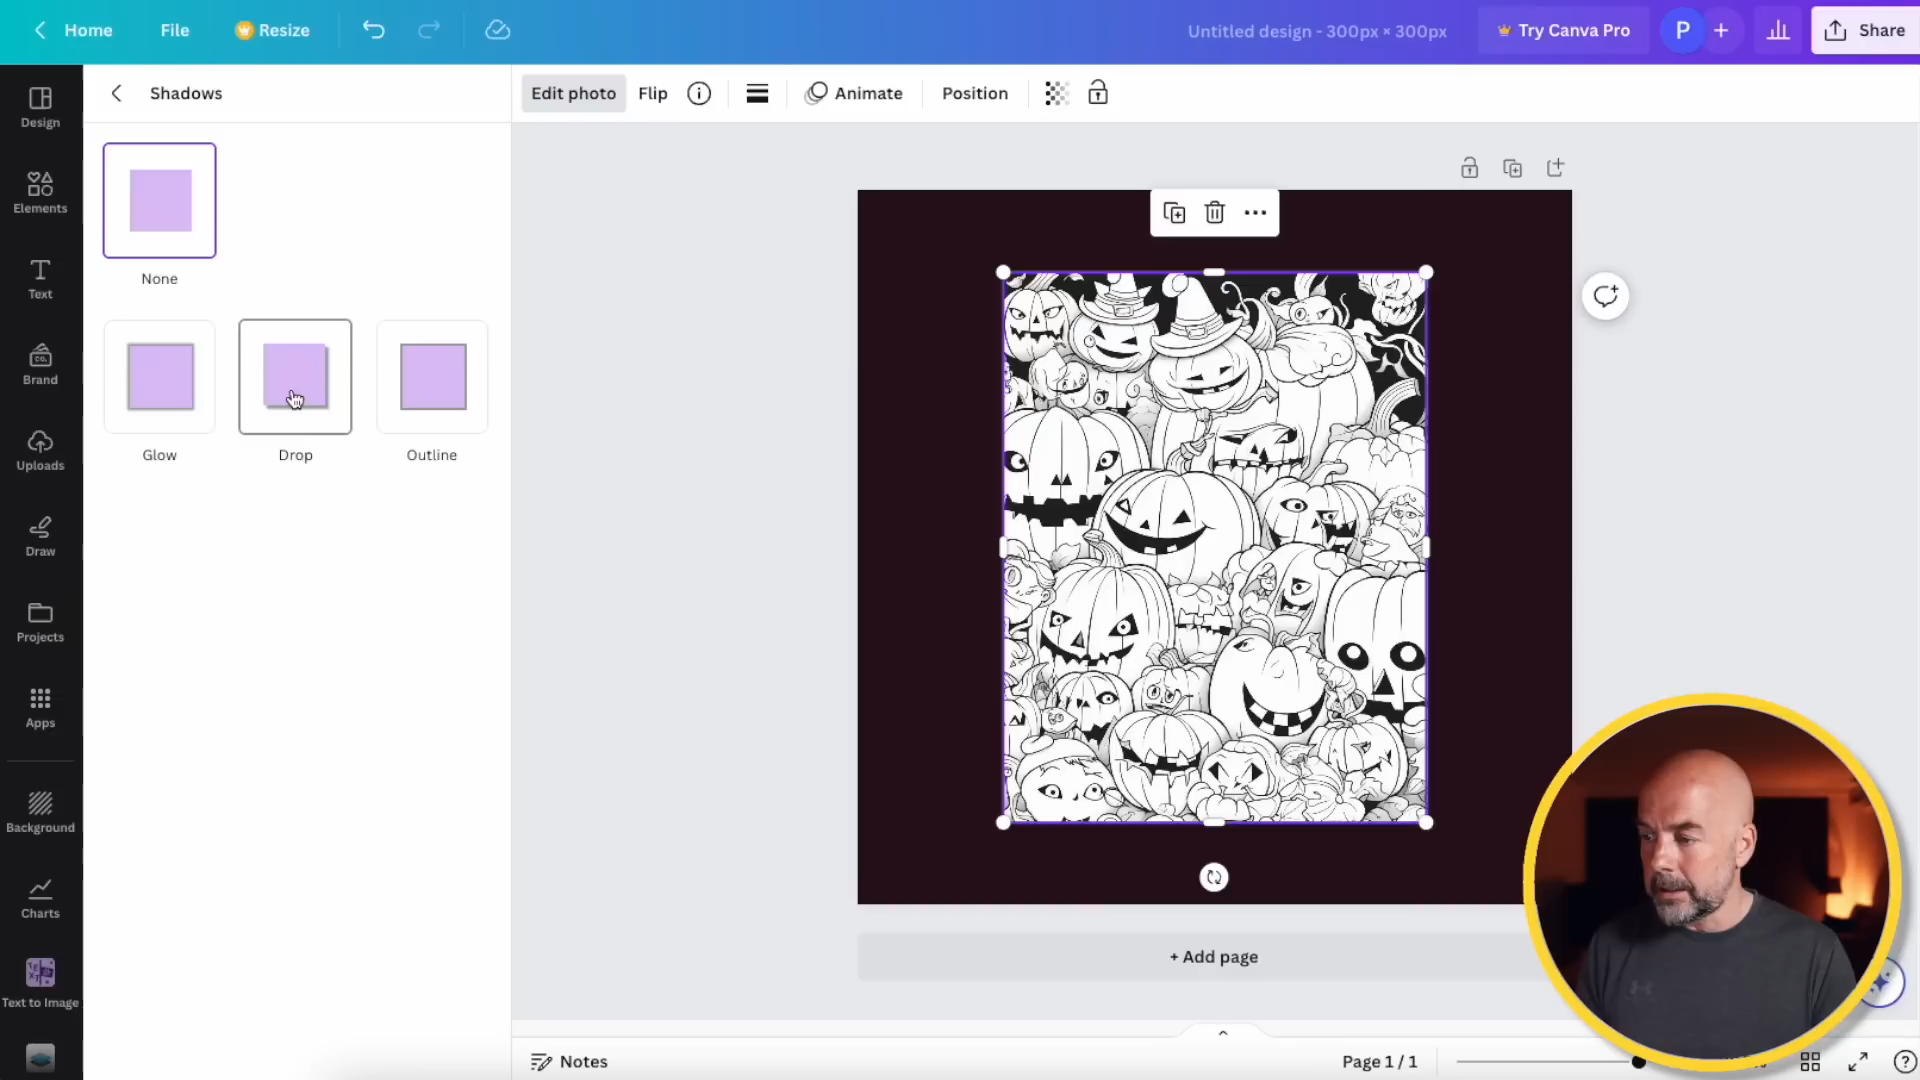 Home
File
Resize
Untitled design - 300px × 300px
Try Canva Pro
P
Share
Design
Elements
Text
Brand
Uploads
Draw
Projects
Apps
Background
Charts
Text to Image
Shadows
None
Glow
Drop
Outline
Edit photo
Flip
Animate
Position
+ Add page
Notes
Page 1 / 1